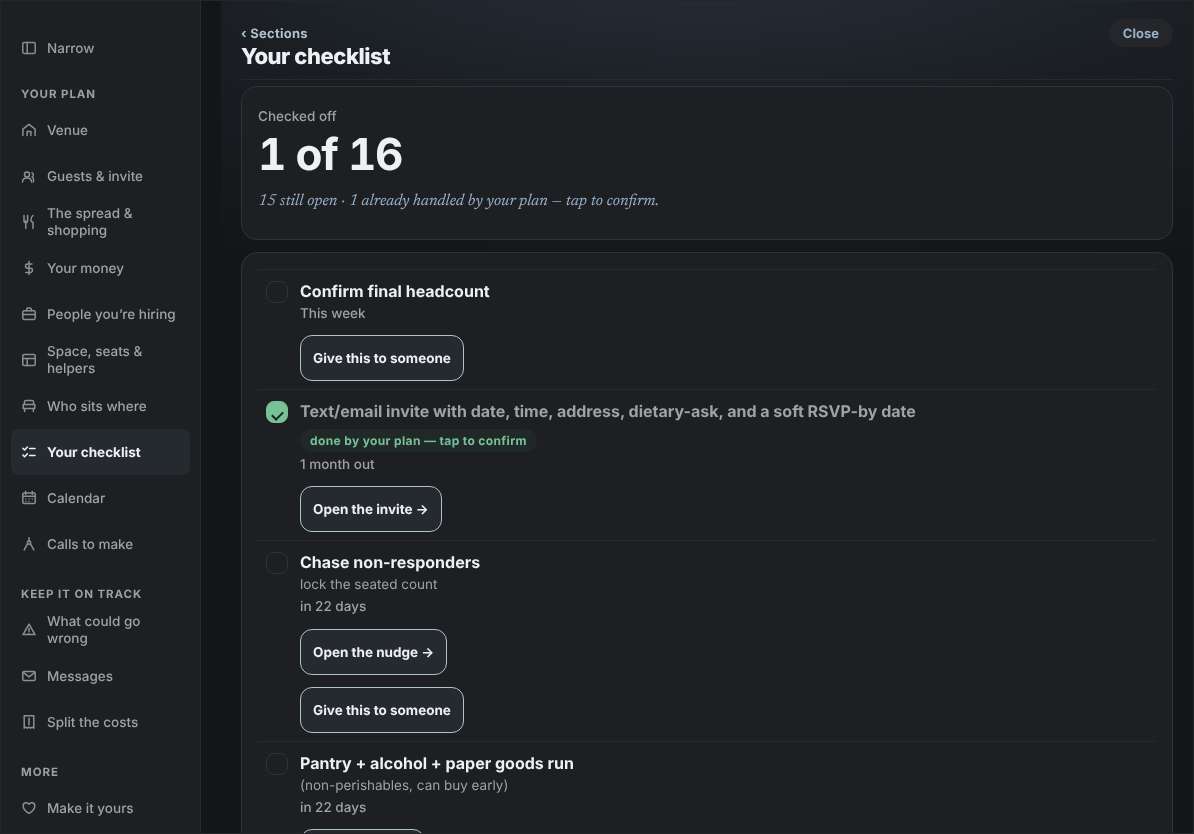 Narrow
YOUR PLAN
Venue
Guests & invite
The spread &
shopping
Your money
People you're hiring
Space, seats &
helpers
Who sits where
Your checklist
Calendar
Calls to make
KEEP IT ON TRACK
What could go
wrong
Messages
Split the costs
MORE
Make it yours
‹ Sections
Your checklist
Close
Checked off
1 of 16
15 still open · 1 already handled by your plan — tap to confirm.
Confirm final headcount
This week
Give this to someone
Text/email invite with date, time, address, dietary-ask, and a soft RSVP-by date
done by your plan — tap to confirm
1 month out
Open the invite →
Chase non-responders
lock the seated count
in 22 days
Open the nudge →
Give this to someone
Pantry + alcohol + paper goods run
(non-perishables, can buy early)
in 22 days